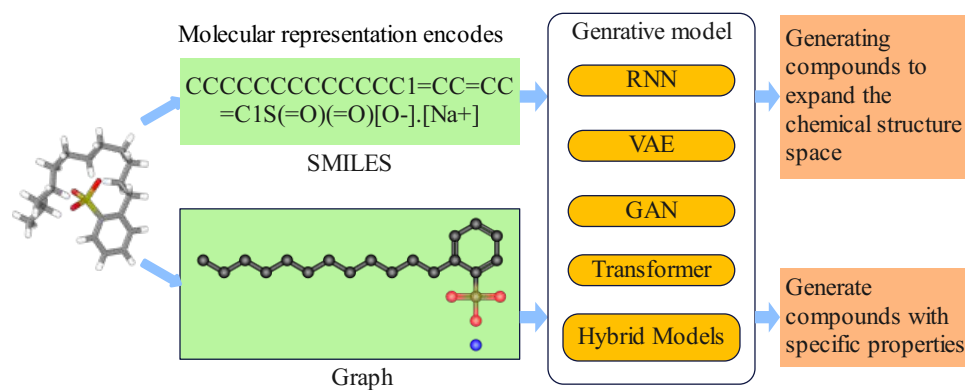 Molecular representation encodes
CCCCCCCCCCCCCC1=CC=CC
=C1S(=O)(=O)[O-].[Na+]
SMILES
Graph
Genrative model
RNN
VAE
GAN
Transformer
Hybrid Models
Generating
compounds to
expand the
chemical structure
space
Generate
compounds with
specific properties